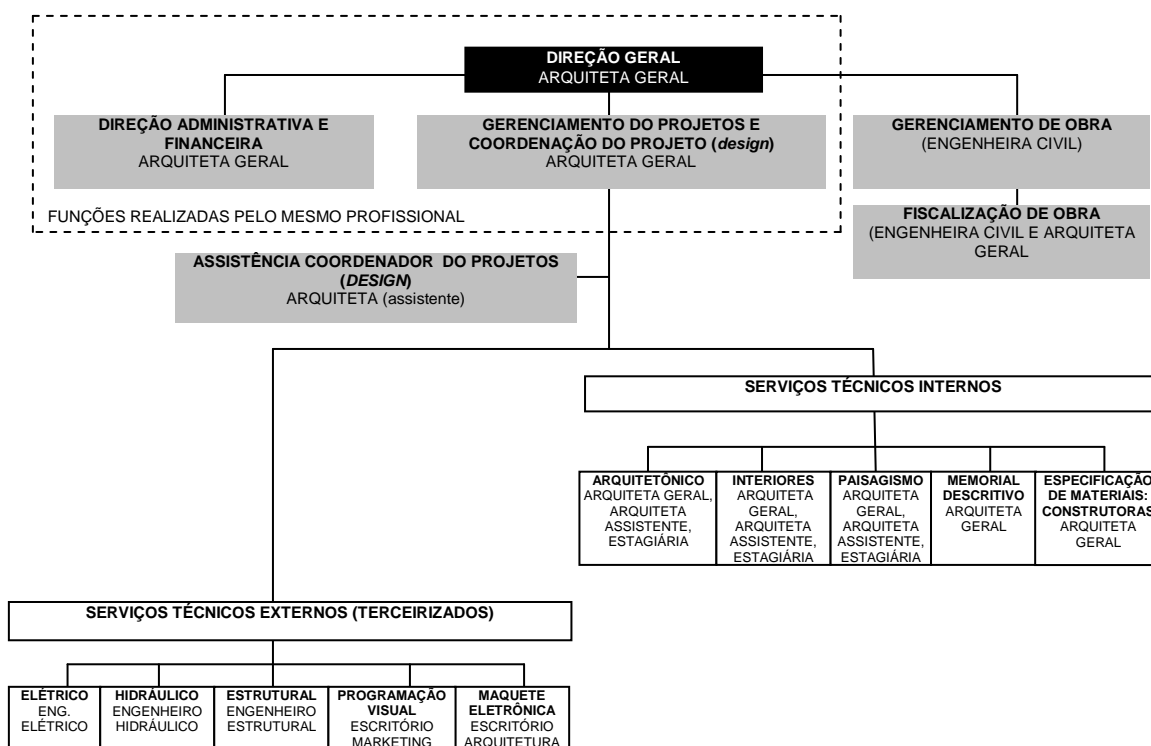 DIREÇÃO GERAL
ARQUITETA GERAL
DIREÇÃO ADMINISTRATIVA E
FINANCEIRA
ARQUITETA GERAL
GERENCIAMENTO DO PROJETOS E
COORDENAÇÃO DO PROJETO (design)
ARQUITETA GERAL
GERENCIAMENTO DE OBRA
(ENGENHEIRA CIVIL)
FUNÇÕES REALIZADAS PELO MESMO PROFISSIONAL
FISCALIZAÇÃO DE OBRA
(ENGENHEIRA CIVIL E ARQUITETA
GERAL
ASSISTÊNCIA COORDENADOR DO PROJETOS
(DESIGN)
ARQUITETA (assistente)
SERVIÇOS TÉCNICOS INTERNOS
ARQUITETÔNICO
ARQUITETA GERAL,
ARQUITETA
ASSISTENTE,
ESTAGIÁRIA
INTERIORES
ARQUITETA
GERAL,
ARQUITETA
ASSISTENTE,
ESTAGIÁRIA
PAISAGISMO
ARQUITETA
GERAL,
ARQUITETA
ASSISTENTE,
ESTAGIÁRIA
MEMORIAL
DESCRITIVO
ARQUITETA
GERAL
ESPECIFICAÇÃO
DE MATERIAIS:
CONSTRUTORAS
ARQUITETA
GERAL
SERVIÇOS TÉCNICOS EXTERNOS (TERCEIRIZADOS)
ELÉTRICO
ENG.
ELÉTRICO
HIDRÁULICO
ENGENHEIRO
HIDRÁULICO
ESTRUTURAL
ENGENHEIRO
ESTRUTURAL
PROGRAMAÇÃO
VISUAL
ESCRITÓRIO
MARKETING
MAQUETE
ELETRÔNICA
ESCRITÓRIO
ARQUITETURA